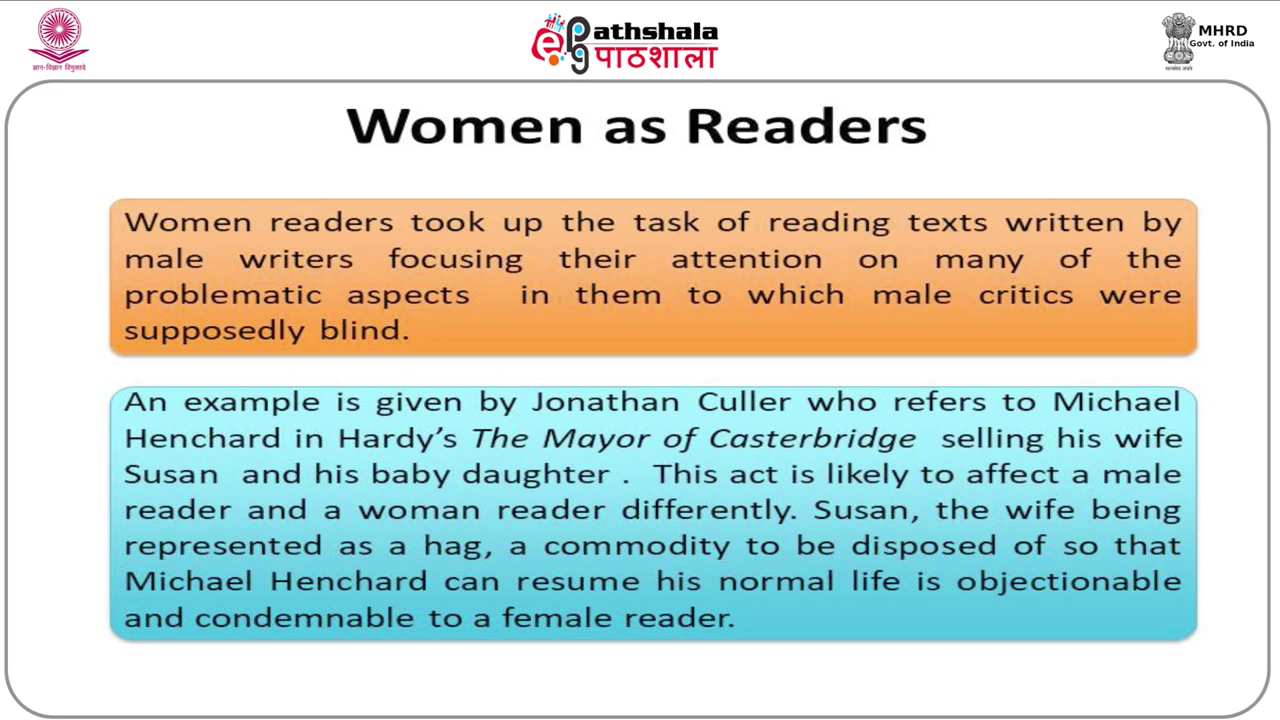 ज्ञान-विज्ञान विमुक्तये
epgathshala
पाठशाला
MHRD
Govt. of India
सत्यमेव जयते
Women as Readers
Women readers took up the task of reading texts written by
male writers focusing their attention on many of the
problematic aspects in them to which male critics were
supposedly blind.
An example is given by Jonathan Culler who refers to Michael
Henchard in Hardy’s The Mayor of Casterbridge selling his wife
Susan and his baby daughter . This act is likely to affect a male
reader and a woman reader differently. Susan, the wife being
represented as a hag, a commodity to be disposed of so that
Michael Henchard can resume his normal life is objectionable
and condemnable to a female reader.